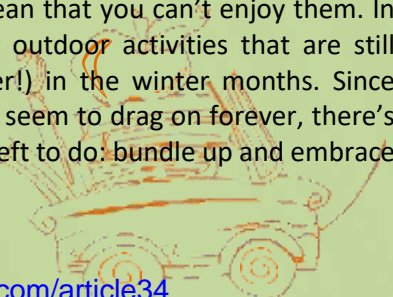 ean that you can't enjoy them. In
outdoor activities that are still
er!) in the winter months. Since
seem to drag on forever, there's
eft to do: bundle up and embrace
.com/article34